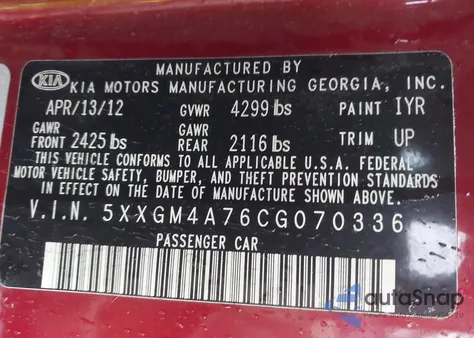 MANUFACTURED BY
KIA KIA MOTORS MANUFACTURING GEORGIA, INC.
APR/13/12 GVWR 4299 lbs PAINT IYR
GAWR FRONT 2425 lbs GAWR REAR 2116 lbs TRIM UP
THIS VEHICLE CONFORMS TO ALL APPLICABLE U.S.A. FEDERAL
MOTOR VEHICLE SAFETY, BUMPER, AND THEFT PREVENTION STANDARDS
IN EFFECT ON THE DATE OF MANUFACTURE SHOWN ABOVE.
V.I.N. 5XXGM4A76CG070336
PASSENGER CAR
autoSnap